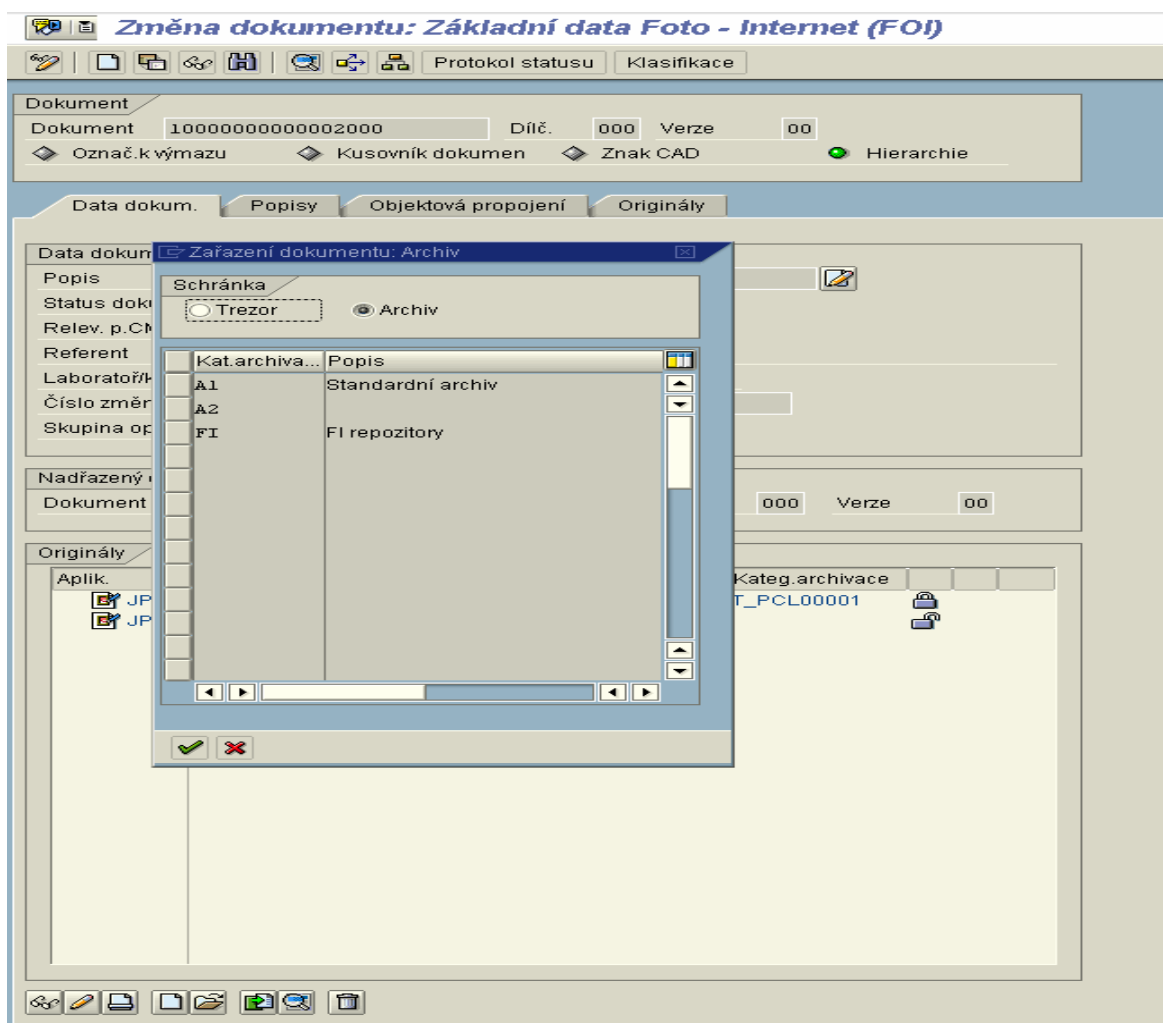 Změna dokumentu: Základní data Foto - Internet (FOI)
Protokol statusu Klasifikace
Dokument
Dokument 10000000000002000 Dílč. 000 Verze 00
Označ.k výmazu Kusovník dokumen Znak CAD Hierarchie
Data dokum. Popisy Objektová propojení Originály
Data dokum
Zařazení dokumentu: Archiv
Popis
Schránka
Status doku
Trezor Archiv
Relev. p.CM
Referent
Kat.archiva... Popis
Laboratoř/k
A1 Standardní archiv
Číslo změn
A2
Skupina op
FI FI repozitory
Nadřazený
Dokument 000 Verze 00
Originály
Aplik. Kateg.archivace
JP T_PCL00001
JP